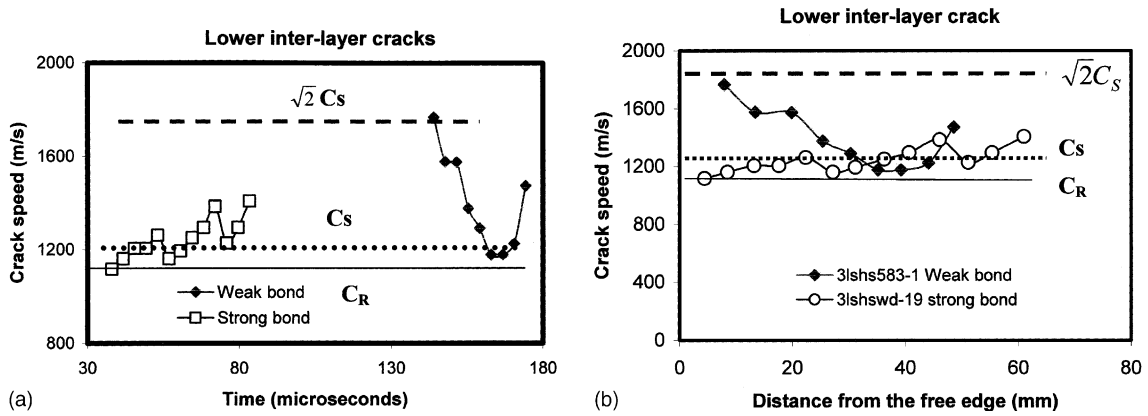 Lower inter-layer cracks
2000
1600
1200
800
Crack speed (m/s)
√2 Cs
Cs
CR
Weak bond
Strong bond
30
80
130
180
Time (microseconds)
(a)
Lower inter-layer crack
2000
1600
1200
800
400
0
Crack speed (m/s)
√2CS
Cs
CR
3lshs583-1 Weak bond
3lshswd-19 strong bond
0
20
40
60
80
Distance from the free edge (mm)
(b)